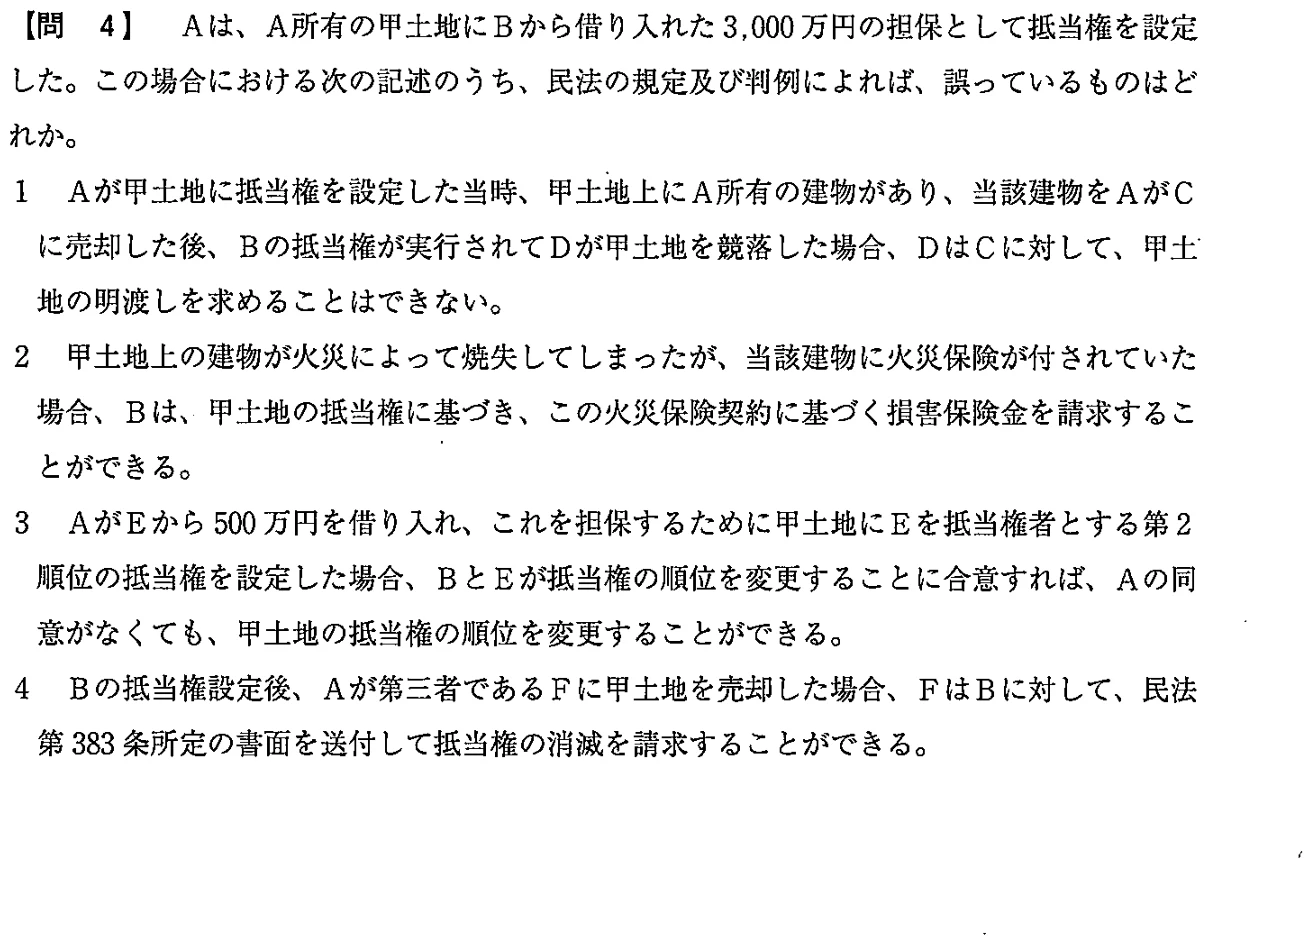 【問　4】　Aは、A所有の甲土地にBから借り入れた3,000万円の担保として抵当権を設定
した。この場合における次の記述のうち、民法の規定及び判例によれば、誤っているものはど
れか。
1　Aが甲土地に抵当権を設定した当時、甲土地上にA所有の建物があり、当該建物をAがC
に売却した後、Bの抵当権が実行されてDが甲土地を競落した場合、DはCに対して、甲土
地の明渡しを求めることはできない。
2　甲土地上の建物が火災によって焼失してしまったが、当該建物に火災保険が付されていた
場合、Bは、甲土地の抵当権に基づき、この火災保険契約に基づく損害保険金を請求するこ
とができる。
3　AがEから500万円を借り入れ、これを担保するために甲土地にEを抵当権者とする第2
順位の抵当権を設定した場合、BとEが抵当権の順位を変更することに合意すれば、Aの同
意がなくても、甲土地の抵当権の順位を変更することができる。
4　Bの抵当権設定後、Aが第三者であるFに甲土地を売却した場合、FはBに対して、民法
第383条所定の書面を送付して抵当権の消滅を請求することができる。